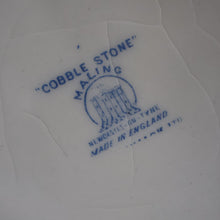 "COBBLE STONE"
MALING
NEWCASTLE ON TYNE
MADE IN ENGLAND